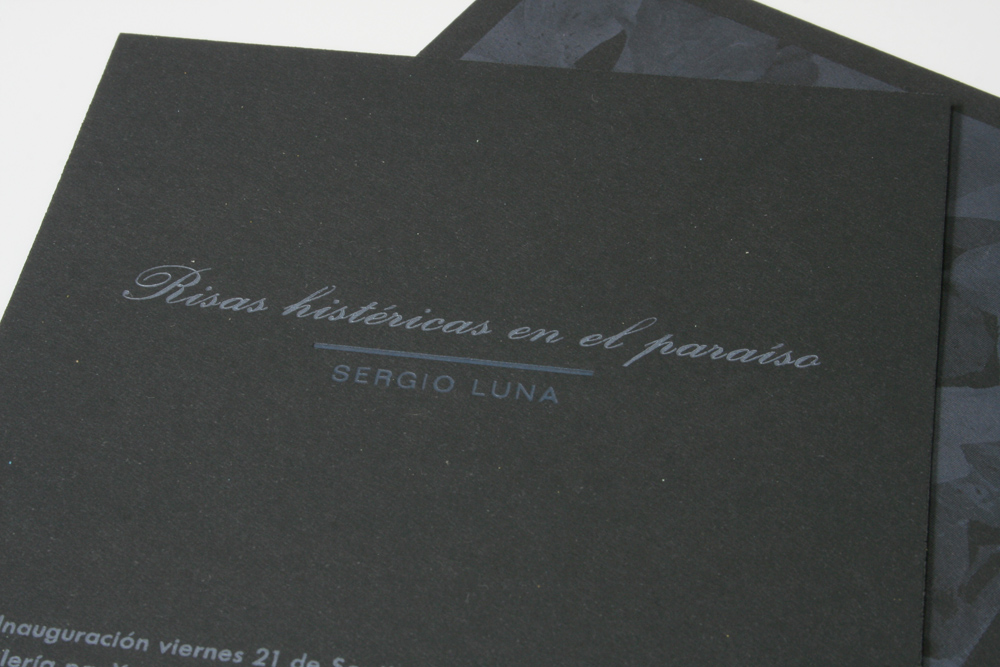 Risas histéricas en el paraíso
SERGIO LUNA
Inauguración viernes 21 de